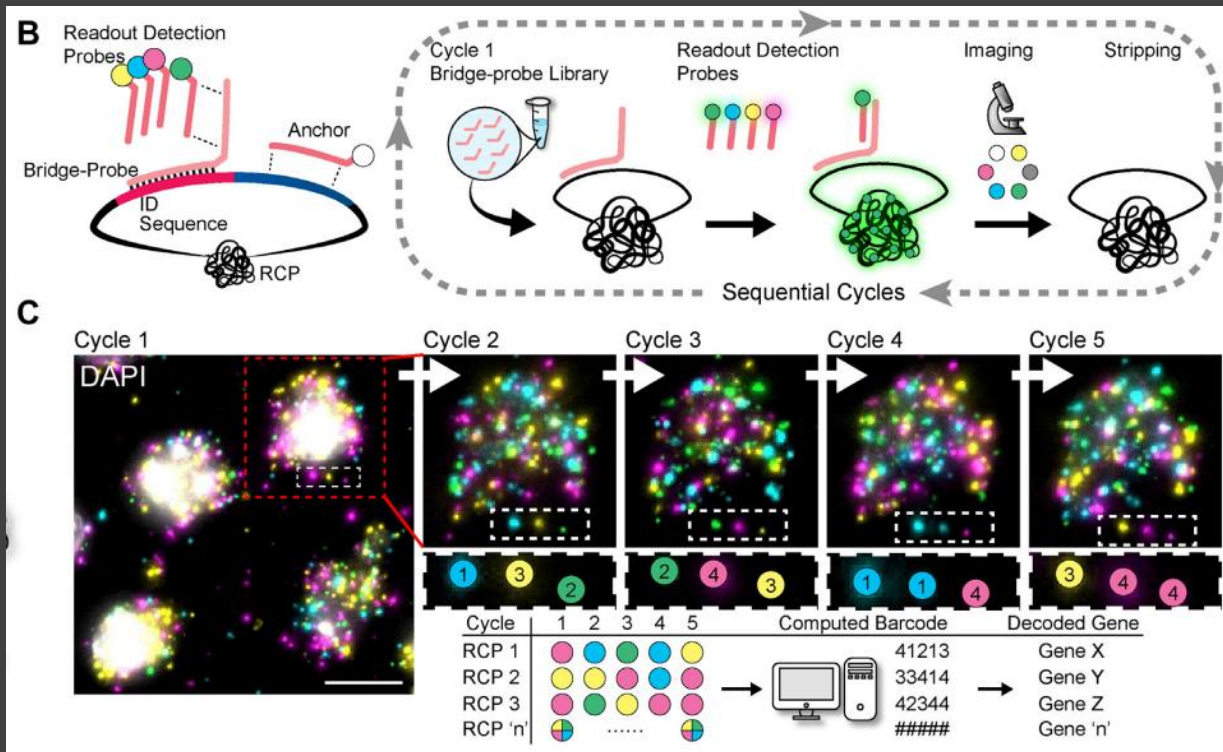 B
Readout Detection
Probes
Anchor
Bridge-Probe
ID
Sequence
RCP
Cycle 1
Bridge-probe Library
Readout Detection
Probes
Imaging
Stripping
Sequential Cycles
C
Cycle 1
DAPI
Cycle 2
Cycle 3
Cycle 4
Cycle 5
1 3 2
2 4 3
1 1 4
3 4 4
Cycle 1 2 3 4 5 Computed Barcode Decoded Gene
RCP 1 41213 Gene X
RCP 2 33414 Gene Y
RCP 3 42344 Gene Z
RCP 'n' ...... ##### Gene 'n'